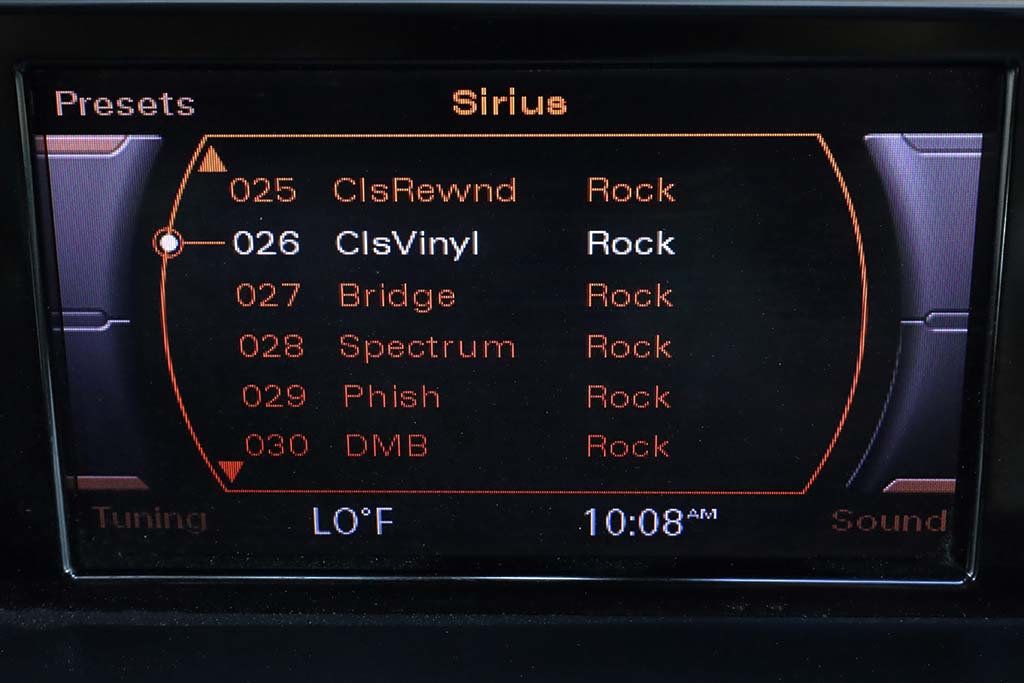 Presets Sirius
025 ClsRewnd Rock
026 ClsVinyl Rock
027 Bridge Rock
028 Spectrum Rock
029 Phish Rock
030 DMB Rock
Tuning LO°F 10:08AM Sound